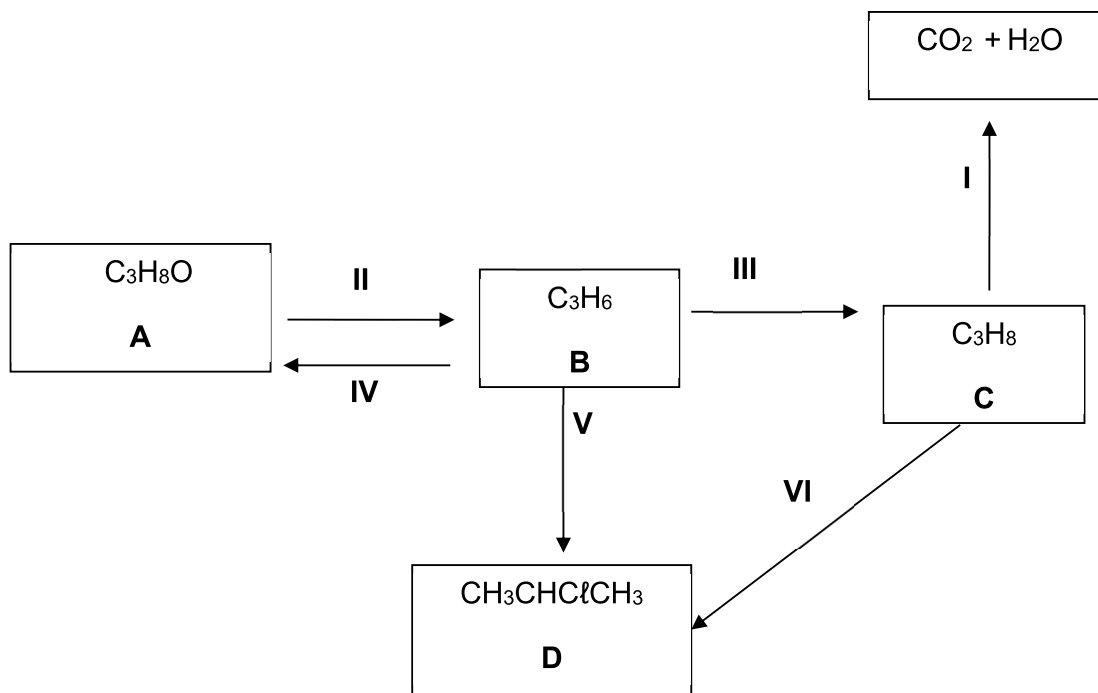 CO₂ + H₂O
I
C₃H₈O
A
II
IV
C₃H₆
B
III
C₃H₈
C
V
VI
CH₃CHCℓCH₃
D